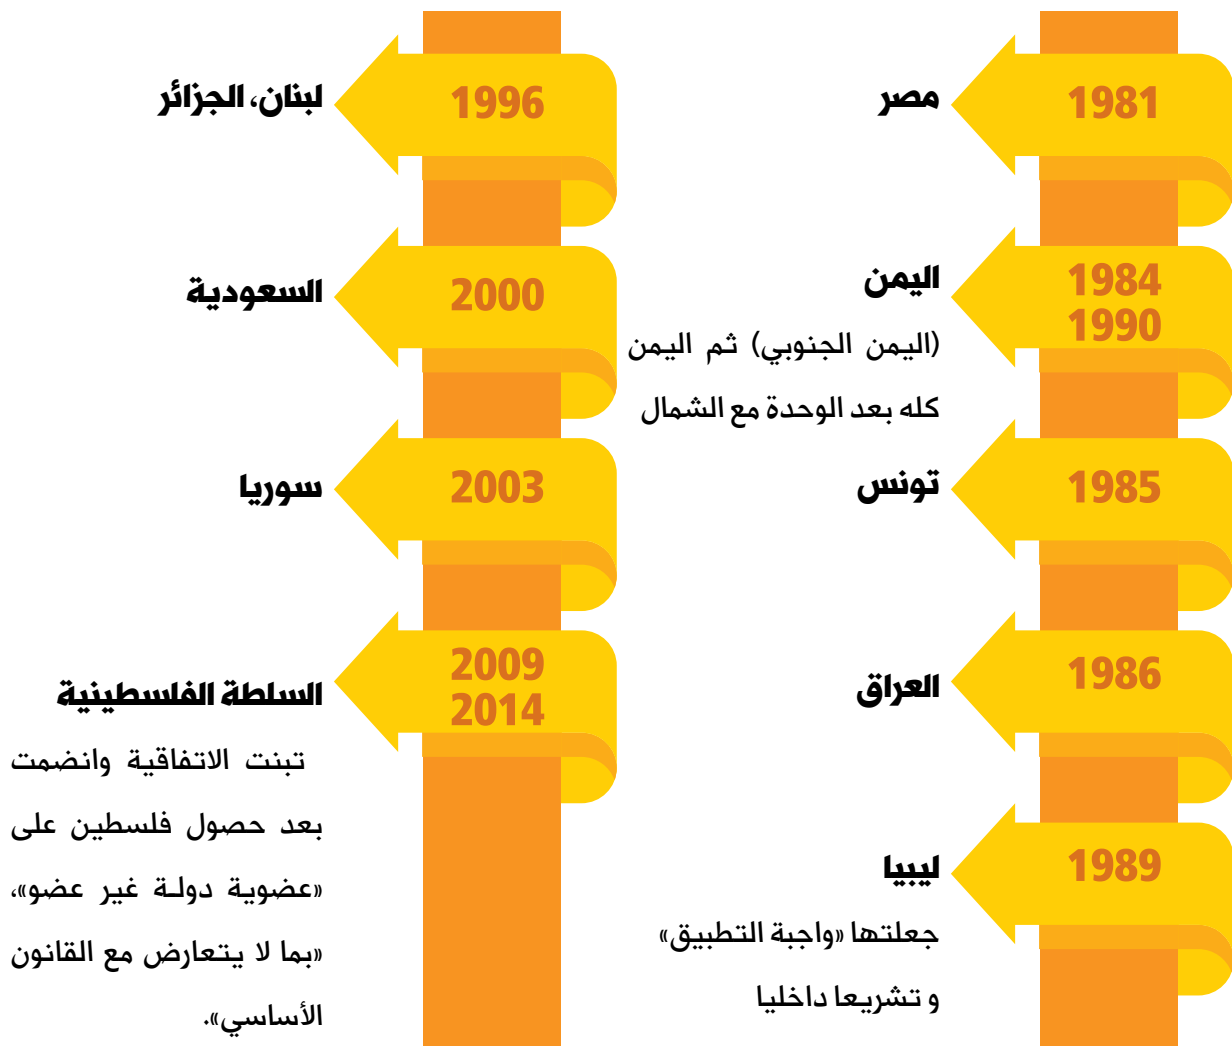 1981
مصر
1984
1990
اليمن
(اليمن الجنوبي) ثم اليمن
كله بعد الوحدة مع الشمال
1985
تونس
1986
العراق
1989
ليبيا
جعلتها «واجبة التطبيق»
و تشريعا داخليا
1996
لبنان، الجزائر
2000
السعودية
2003
سوريا
2009
2014
السلطة الفلسطينية
تبنت الاتفاقية وانضمت
بعد حصول فلسطين على
«عضوية دولة غير عضو»،
«بما لا يتعارض مع القانون
الأساسي».